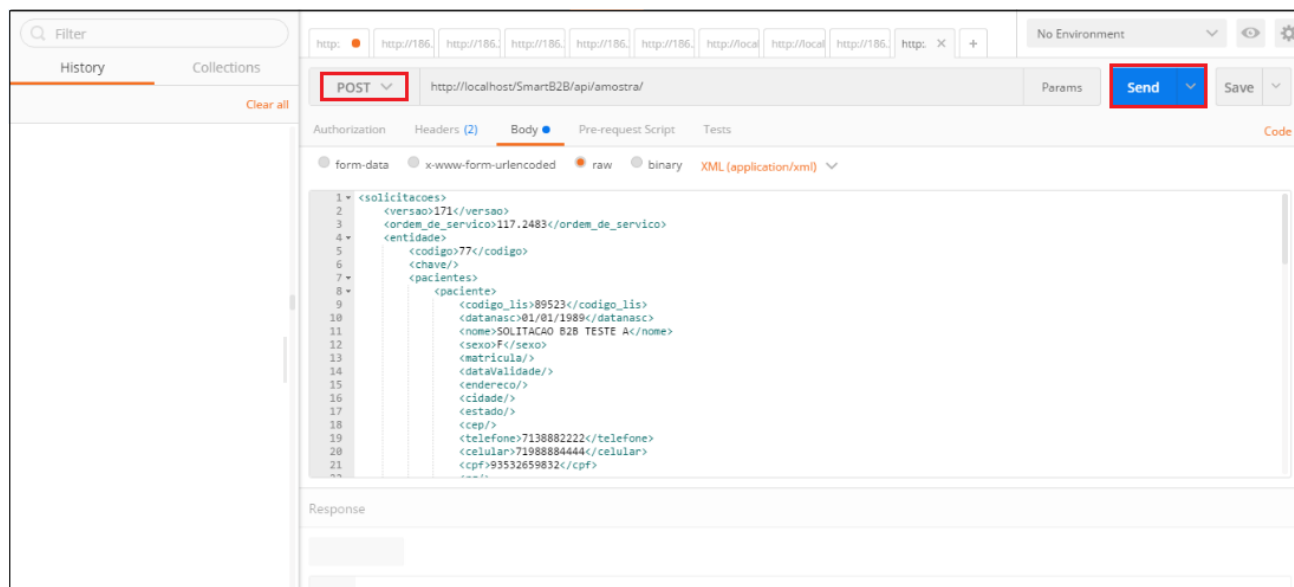 Filter
History Collections
Clear all
http: http://186. http://186. http://186. http://186. http://186. http://local http://local http://186. http: × +
No Environment
POST http://localhost/SmartB2B/api/amostra/ Params Send Save
Authorization Headers (2) Body Pre-request Script Tests Code
form-data x-www-form-urlencoded raw binary XML (application/xml)
1 <solicitacoes>
2 <versao>171</versao>
3 <ordem_de_servico>117.2483</ordem_de_servico>
4 <entidade>
5 <codigo>77</codigo>
6 <chave/>
7 <pacientes>
8 <paciente>
9 <codigo_lis>89523</codigo_lis>
10 <datanasc>01/01/1989</datanasc>
11 <nome>SOLITACAO B2B TESTE A</nome>
12 <sexo>F</sexo>
13 <matricula/>
14 <dataValidade/>
15 <endereco/>
16 <cidade/>
17 <estado/>
18 <cep/>
19 <telefone>7138882222</telefone>
20 <celular>71988884444</celular>
21 <cpf>93532659832</cpf>
Response